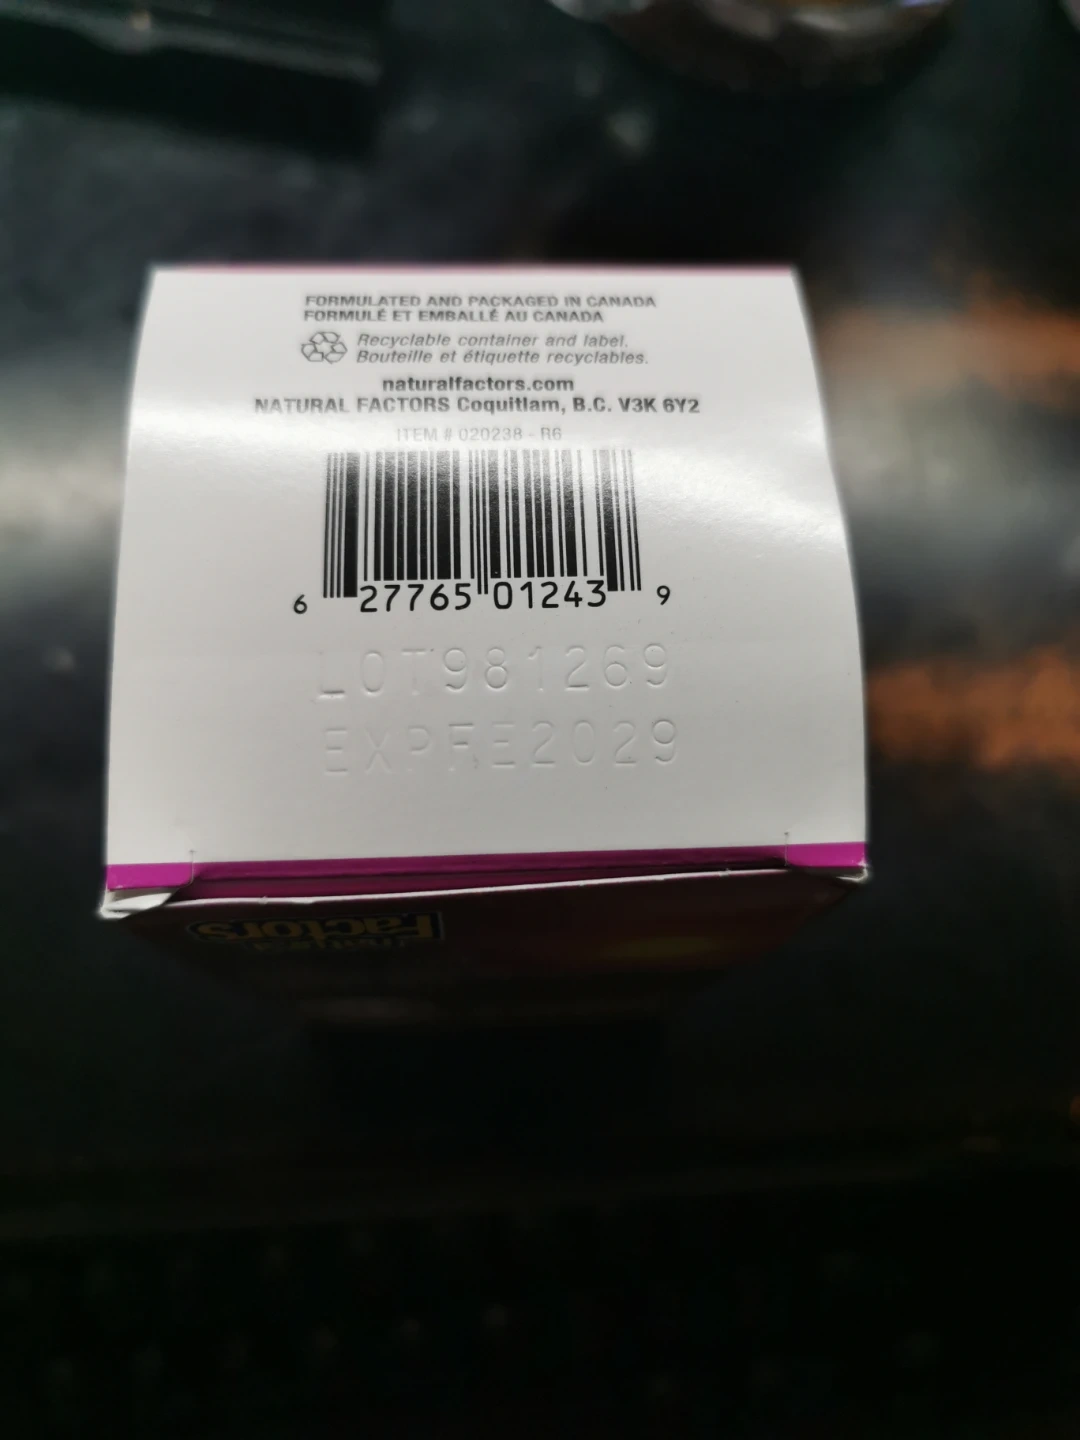 FORMULATED AND PACKAGED IN CANADA
FORMULÉ ET EMBALLÉ AU CANADA
Recyclable container and label.
Bouteille et étiquette recyclables.
naturalfactors.com
NATURAL FACTORS Coquitlam, B.C. V3K 6Y2
ITEM # 020238 - R6
6 27765 01243 9
LOT981269
EXPFE2029
Factors